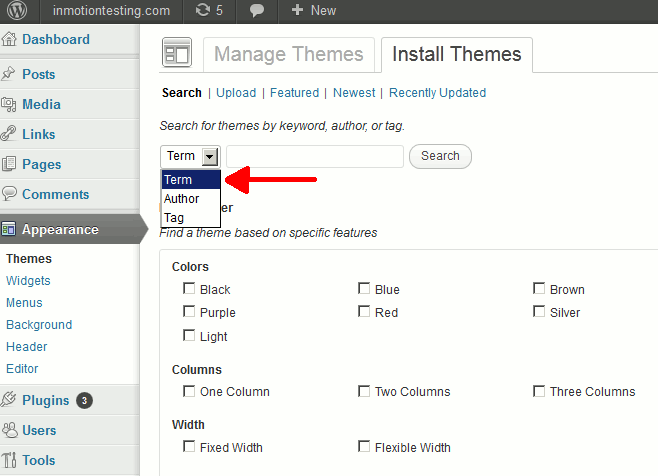 inmotiontesting.com 5 + New
Dashboard
Posts
Media
Links
Pages
Comments
Appearance
Themes
Widgets
Menus
Background
Header
Editor
Plugins 3
Users
Tools
Manage Themes Install Themes
Search | Upload | Featured | Newest | Recently Updated
Search for themes by keyword, author, or tag.
Term Search
Term
Author
Tag
Find a theme based on specific features
Colors
Black Blue Brown
Purple Red Silver
Light
Columns
One Column Two Columns Three Columns
Width
Fixed Width Flexible Width